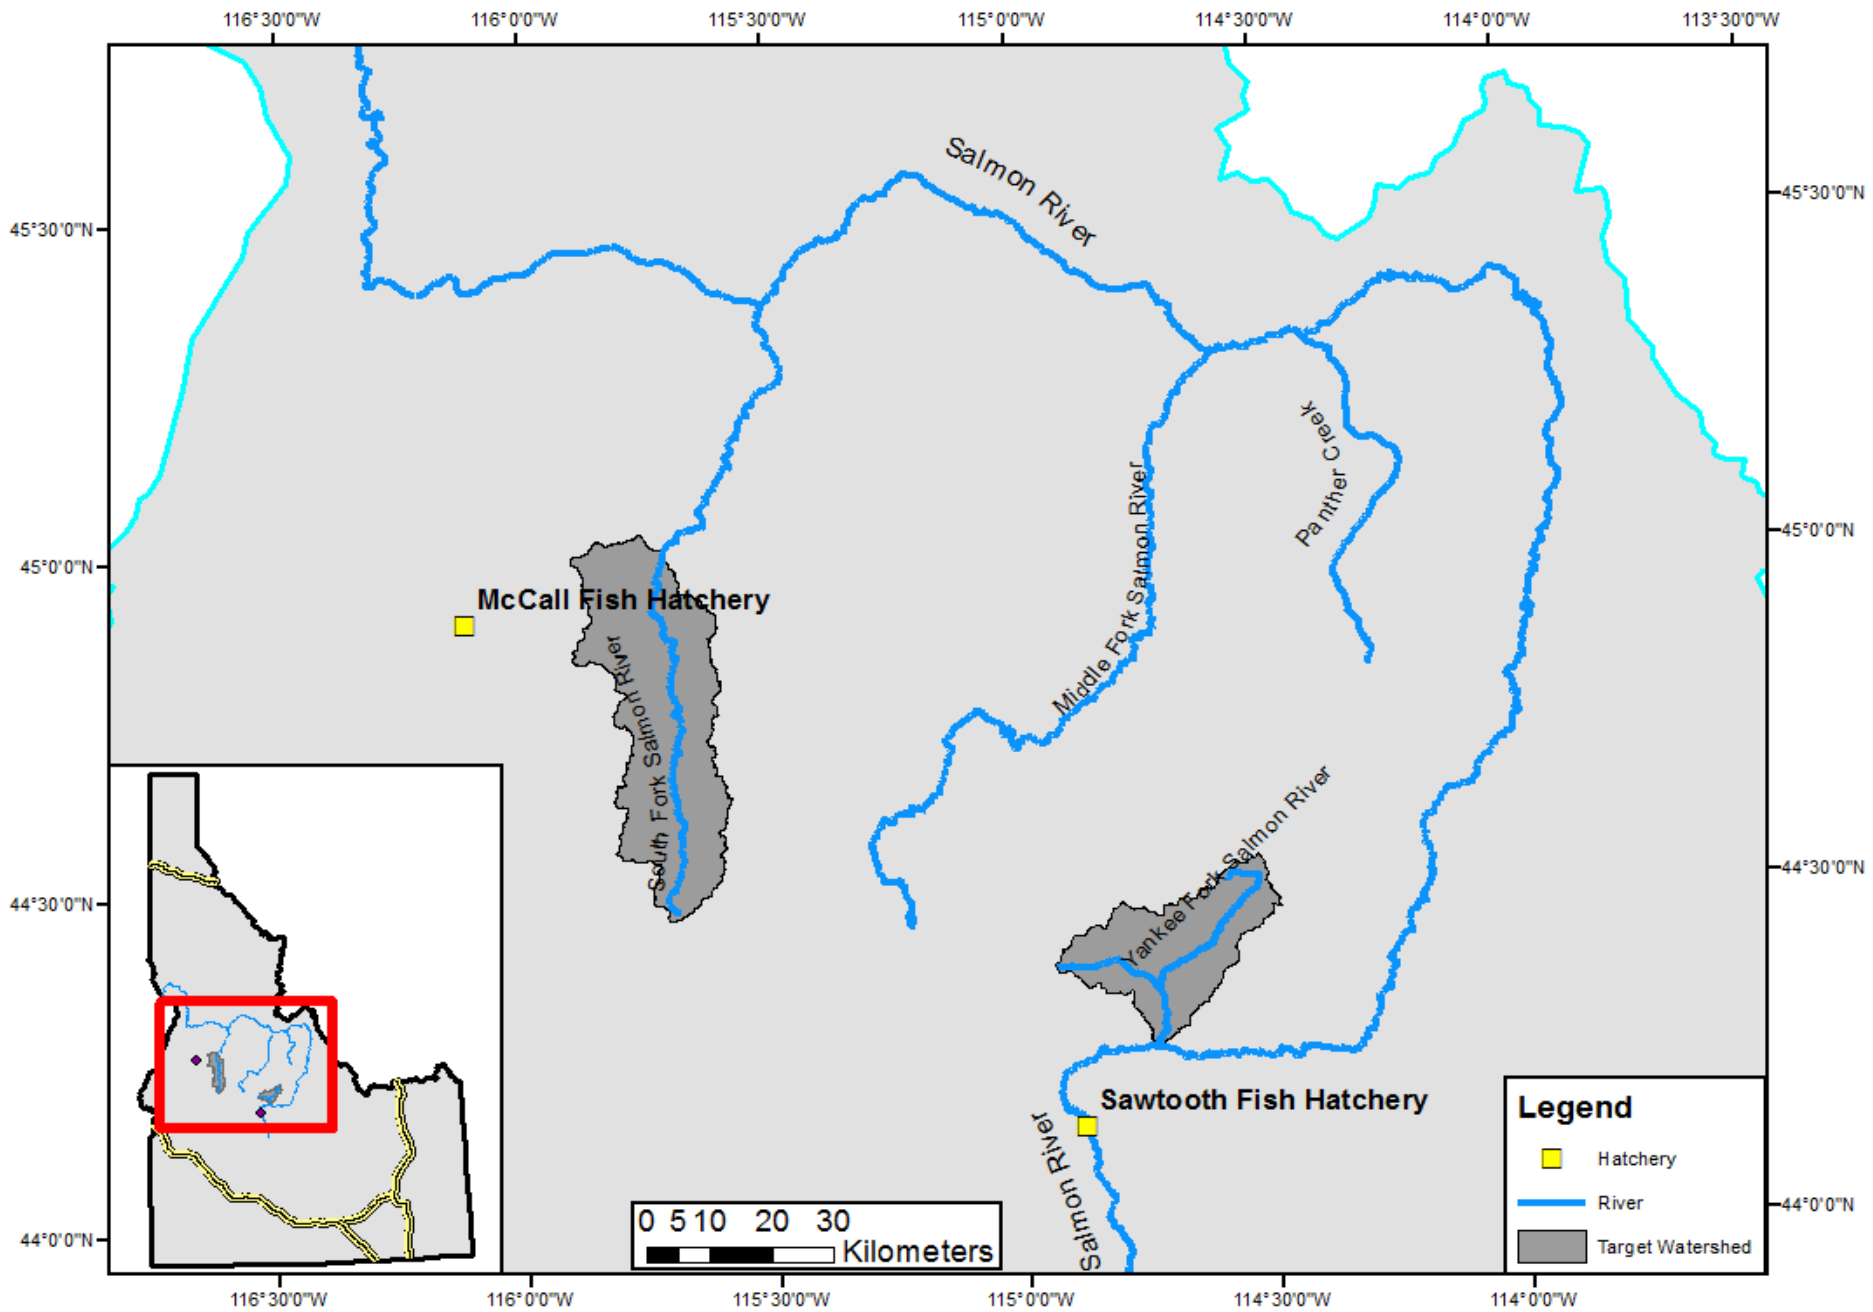 116°30'0"W 116°0'0"W 115°30'0"W 115°0'0"W 114°30'0"W 114°0'0"W 113°30'0"W
Salmon River
45°30'0"N
45°30'0"N
Panther Creek
Middle Fork Salmon River
45°0'0"N
45°0'0"N
McCall Fish Hatchery
South Fork Salmon River
Yankee Fork Salmon River
44°30'0"N
44°30'0"N
Sawtooth Fish Hatchery
Salmon River
Legend
Hatchery
River
Target Watershed
44°0'0"N
44°0'0"N
0 5 10 20 30
Kilometers
116°30'0"W 116°0'0"W 115°30'0"W 115°0'0"W 114°30'0"W 114°0'0"W